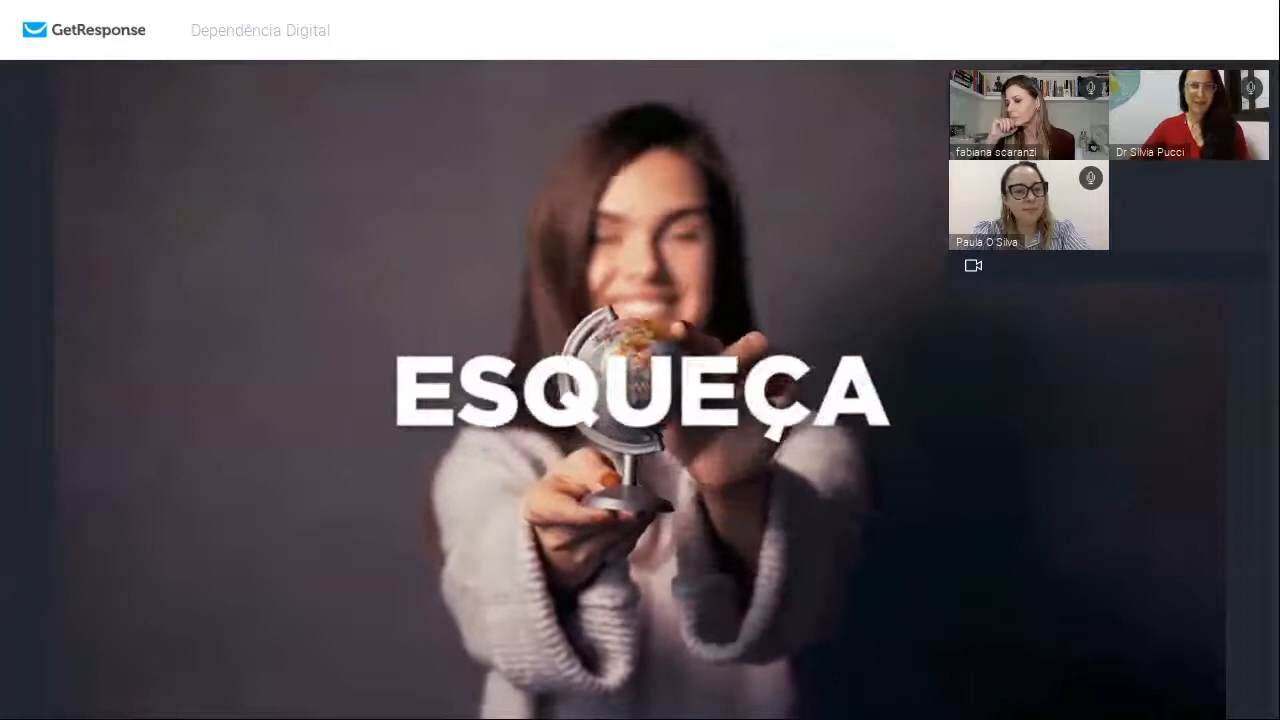 GetResponse
Dependência Digital
fabiana scaranzi
Dr Silvia Pucci
Paula O Silva
ESQUEÇA